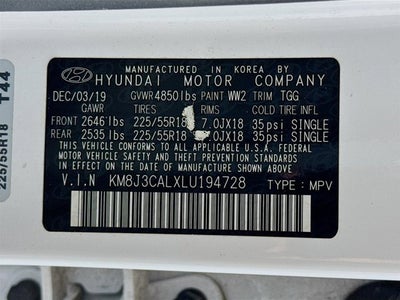 MANUFACTURED IN KOREA BY
HYUNDAI MOTOR COMPANY
DEC/03/19 GVWR 4850lbs PAINT WW2 TRIM TGG
GAWR TIRES RIMS COLD TIRE INFL
FRONT 2646lbs 225/55R18 7.0JX18 35psi SINGLE
REAR 2535lbs 225/55R18 7.0JX18 35psi SINGLE
THIS VEHICLE CONFORMS TO ALL APPLICABLE U.S.A. FEDERAL
MOTOR VEHICLE SAFETY, BUMPER, AND THEFT PREVENTION
STANDARDS IN EFFECT ON THE DATE OF MANUFACTURE SHOWN ABOVE.
V.I.N KM8J3CALXLU194728 TYPE : MPV
225/55R18 T44